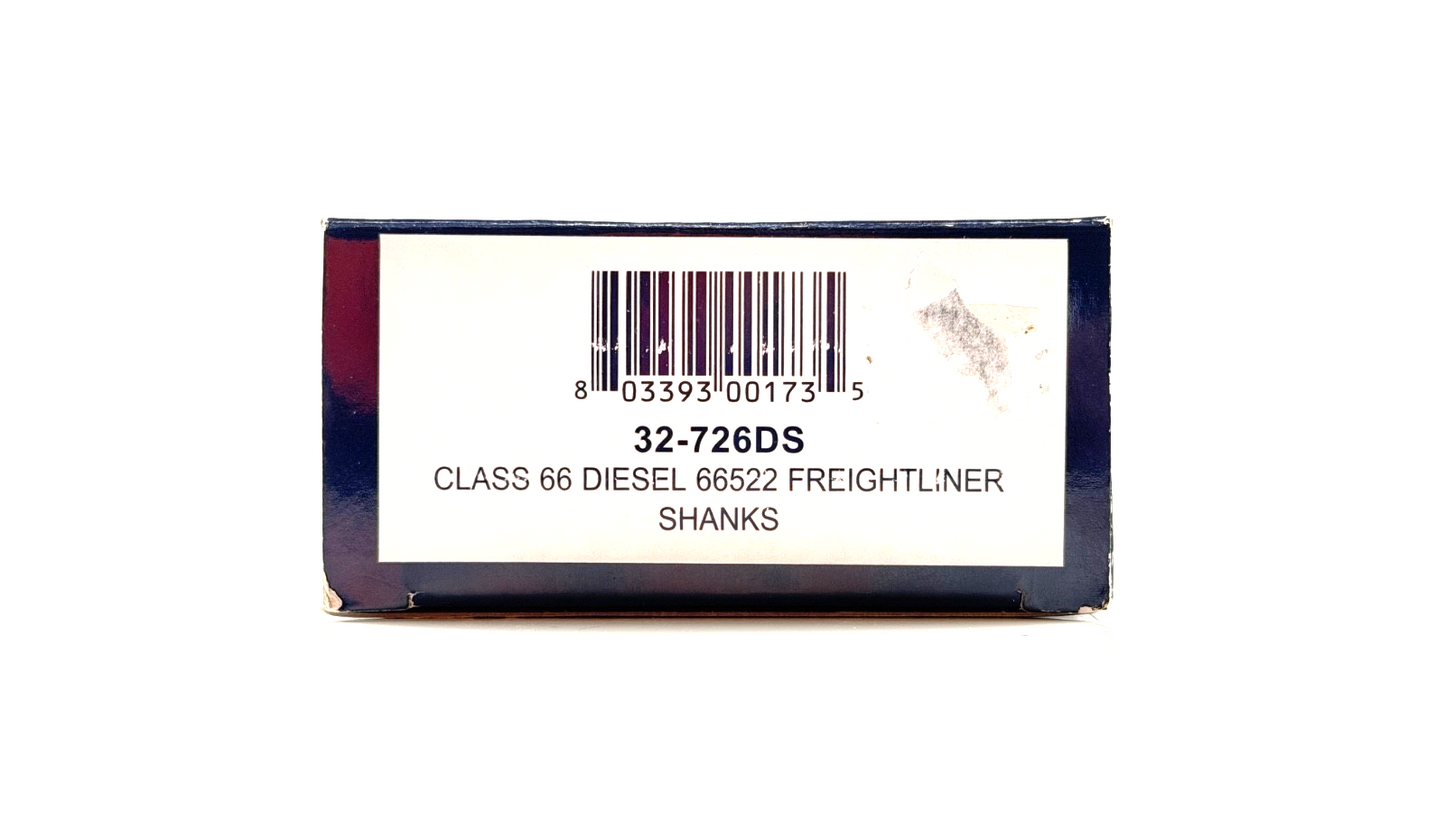 8 03393 00173 5
32-726DS
CLASS 66 DIESEL 66522 FREIGHTLINER
SHANKS